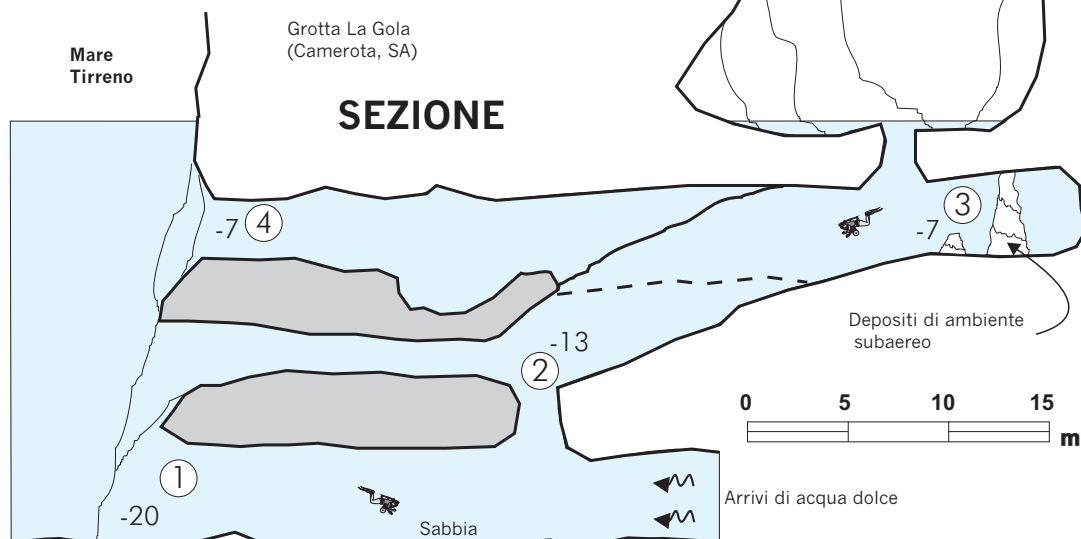 Grotta La Gola
(Camerota, SA)
Mare
Tirreno
SEZIONE
-7 4
3
-7
Depositi di ambiente
subaereo
-13
2
0 5 10 15
m
1
-20
Arrivi di acqua dolce
Sabbia